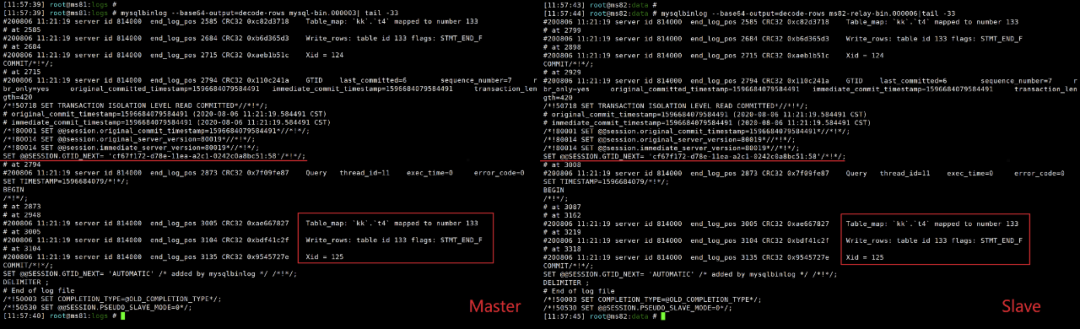 [11:57:39] root@ms81:logs #
[11:57:39] root@ms81:logs # mysqlbinlog --base64-output=decode-rows mysql-bin.000003| tail -33
#200806 11:21:19 server id 814000  end_log_pos 2585 CRC32 0xc82d3718    Table_map: `kk`.`t4` mapped to number 133
# at 2585
#200806 11:21:19 server id 814000  end_log_pos 2684 CRC32 0xb6d365d3    Write_rows: table id 133 flags: STMT_END_F
# at 2684
#200806 11:21:19 server id 814000  end_log_pos 2715 CRC32 0xaeb1b51c    Xid = 124
COMMIT/*!*/;
# at 2715
#200806 11:21:19 server id 814000  end_log_pos 2794 CRC32 0x110c241a    GTID    last_committed=6        sequence_number=7       r
br_only=yes     original_committed_timestamp=1596684079584491   immediate_commit_timestamp=1596684079584491     transaction_len
gth=420
/*!50718 SET TRANSACTION ISOLATION LEVEL READ COMMITTED*//*!*/;
# original_commit_timestamp=1596684079584491 (2020-08-06 11:21:19.584491 CST)
# immediate_commit_timestamp=1596684079584491 (2020-08-06 11:21:19.584491 CST)
/*!80001 SET @@session.original_commit_timestamp=1596684079584491*//*!*/;
/*!80014 SET @@session.original_server_version=80019*//*!*/;
/*!80014 SET @@session.immediate_server_version=80019*//*!*/;
SET @@SESSION.GTID_NEXT= 'cf67f172-d78e-11ea-a2c1-0242c0a8bc51:58'/*!*/;
# at 2794
#200806 11:21:19 server id 814000  end_log_pos 2873 CRC32 0x7f09fe87    Query   thread_id=11    exec_time=0     error_code=0
SET TIMESTAMP=1596684079/*!*/;
BEGIN
/*!*/;
# at 2873
# at 2948
#200806 11:21:19 server id 814000  end_log_pos 3005 CRC32 0xae667827    Table_map: `kk`.`t4` mapped to number 133
# at 3005
#200806 11:21:19 server id 814000  end_log_pos 3104 CRC32 0xbdf41c2f    Write_rows: table id 133 flags: STMT_END_F
# at 3104
#200806 11:21:19 server id 814000  end_log_pos 3135 CRC32 0x9545727e    Xid = 125
COMMIT/*!*/;
SET @@SESSION.GTID_NEXT= 'AUTOMATIC' /* added by mysqlbinlog */ /*!*/;
DELIMITER ;
# End of log file
/*!50003 SET COMPLETION_TYPE=@OLD_COMPLETION_TYPE*/;
/*!50530 SET @@SESSION.PSEUDO_SLAVE_MODE=0*/;
[11:57:40] root@ms81:logs #
Master
[11:57:43] root@ms82:data #
[11:57:44] root@ms82:data # mysqlbinlog --base64-output=decode-rows ms82-relay-bin.000006|tail -33
#200806 11:21:19 server id 814000  end_log_pos 2585 CRC32 0xc82d3718    Table_map: `kk`.`t4` mapped to number 133
# at 2799
#200806 11:21:19 server id 814000  end_log_pos 2684 CRC32 0xb6d365d3    Write_rows: table id 133 flags: STMT_END_F
# at 2898
#200806 11:21:19 server id 814000  end_log_pos 2715 CRC32 0xaeb1b51c    Xid = 124
COMMIT/*!*/;
# at 2929
#200806 11:21:19 server id 814000  end_log_pos 2794 CRC32 0x110c241a    GTID    last_committed=6        sequence_number=7       r
br_only=yes     original_committed_timestamp=1596684079584491   immediate_commit_timestamp=1596684079584491     transaction_len
gth=420
/*!50718 SET TRANSACTION ISOLATION LEVEL READ COMMITTED*//*!*/;
# original_commit_timestamp=1596684079584491 (2020-08-06 11:21:19.584491 CST)
# immediate_commit_timestamp=1596684079584491 (2020-08-06 11:21:19.584491 CST)
/*!80001 SET @@session.original_commit_timestamp=1596684079584491*//*!*/;
/*!80014 SET @@session.original_server_version=80019*//*!*/;
/*!80014 SET @@session.immediate_server_version=80019*//*!*/;
SET @@SESSION.GTID_NEXT= 'cf67f172-d78e-11ea-a2c1-0242c0a8bc51:58'/*!*/;
# at 3008
#200806 11:21:19 server id 814000  end_log_pos 2873 CRC32 0x7f09fe87    Query   thread_id=11    exec_time=0     error_code=0
SET TIMESTAMP=1596684079/*!*/;
BEGIN
/*!*/;
# at 3087
# at 3162
#200806 11:21:19 server id 814000  end_log_pos 3005 CRC32 0xae667827    Table_map: `kk`.`t4` mapped to number 133
# at 3219
#200806 11:21:19 server id 814000  end_log_pos 3104 CRC32 0xbdf41c2f    Write_rows: table id 133 flags: STMT_END_F
# at 3318
#200806 11:21:19 server id 814000  end_log_pos 3135 CRC32 0x9545727e    Xid = 125
COMMIT/*!*/;
SET @@SESSION.GTID_NEXT= 'AUTOMATIC' /* added by mysqlbinlog */ /*!*/;
DELIMITER ;
# End of log file
/*!50003 SET COMPLETION_TYPE=@OLD_COMPLETION_TYPE*/;
/*!50530 SET @@SESSION.PSEUDO_SLAVE_MODE=0*/;
[11:57:45] root@ms82:data #
Slave